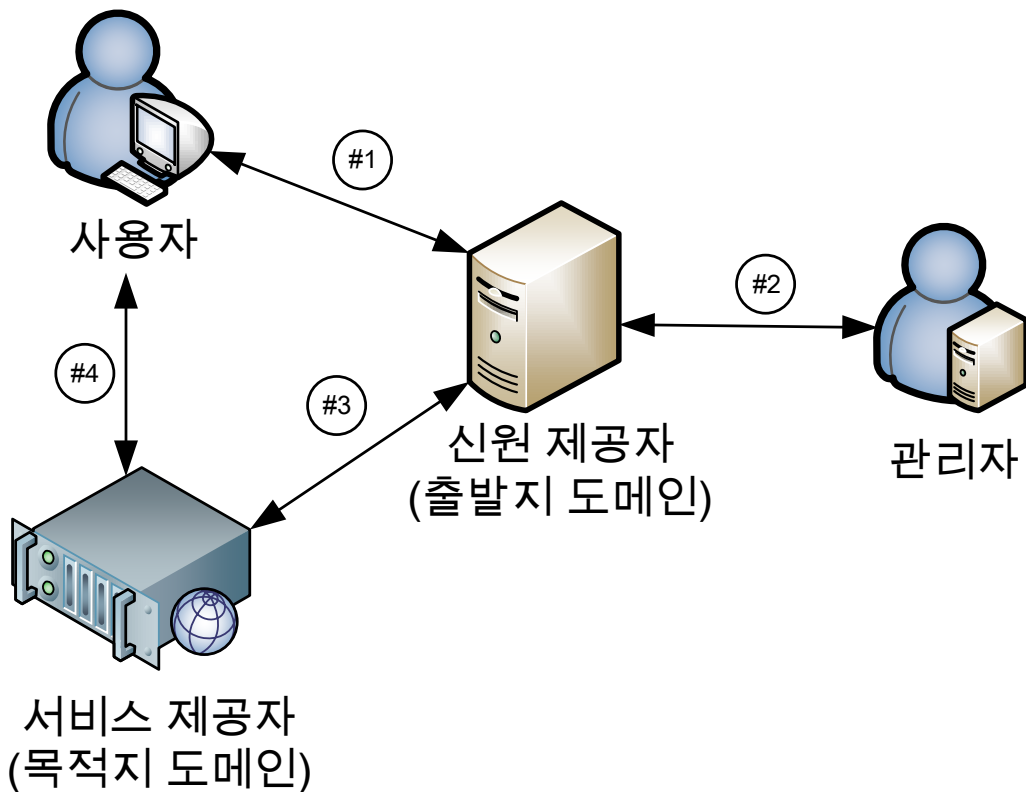 #1
사용자
#2
#4
#3
신원 제공자
(출발지 도메인)
관리자
서비스 제공자
(목적지 도메인)